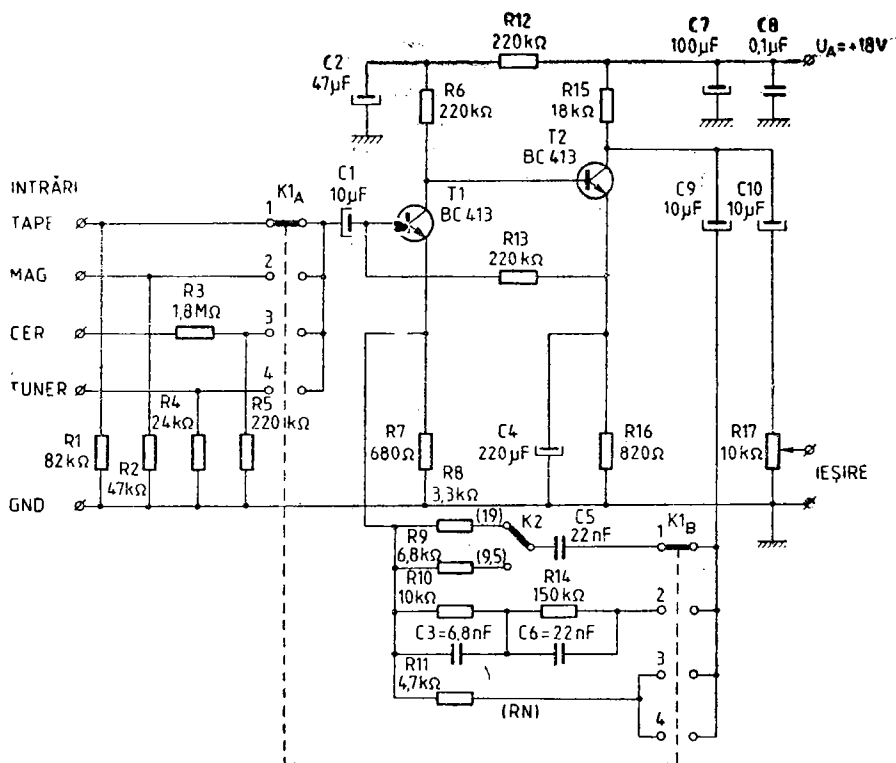 R12
220kΩ
C7
100µF
C8
0,1µF
U_A=+18V
C2
47µF
R6
220kΩ
R15
18kΩ
T2
BC 413
C1
10µF
T1
BC 413
C9
10µF
C10
10µF
INTRĂRI
K1A
TAPE
1
MAG
2
R3
1,8MΩ
R13
220kΩ
CER
3
TUNER
4
R4
24kΩ
R5
220kΩ
R1
82kΩ
R2
47kΩ
R7
680Ω
C4
220µF
R16
820Ω
R17
10kΩ
IEŞIRE
GND
R8
3,3kΩ
(19)
K2
C5
22nF
1
K1B
R9
6,8kΩ
(9,5)
R10
10kΩ
R14
150kΩ
2
C3=6,8nF
C6=22nF
R11
4,7kΩ
3
(RN)
4